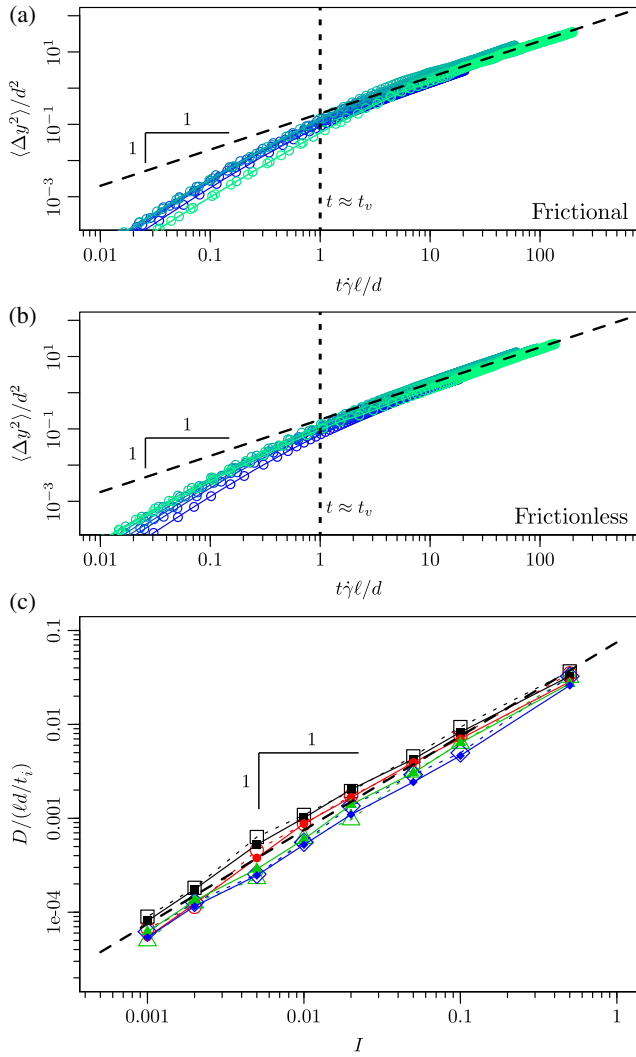 (a)
10¹
10⁻¹
10⁻³
⟨Δy²⟩/d²
1
1
t ≈ t_v
Frictional
0.01 0.1 1 10 100
tγ̇ℓ/d
(b)
10¹
10⁻¹
10⁻³
⟨Δy²⟩/d²
1
1
t ≈ t_v
Frictionless
0.01 0.1 1 10 100
tγ̇ℓ/d
(c)
0.1
0.01
0.001
1e−04
D/(ℓd/t_i)
1
1
0.001 0.01 0.1 1
I